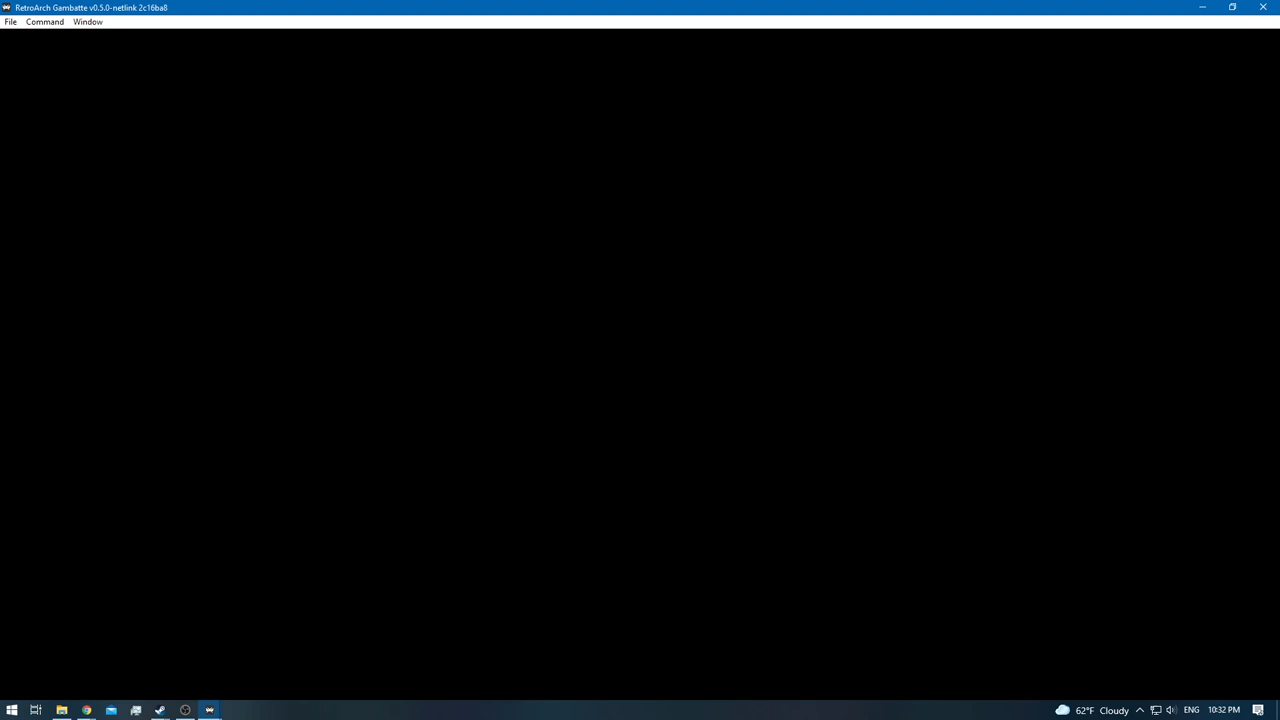 RetroArch Gambatte v0.5.0-netlink 2c16ba8
File Command Window
62°F Cloudy ENG 10:32 PM